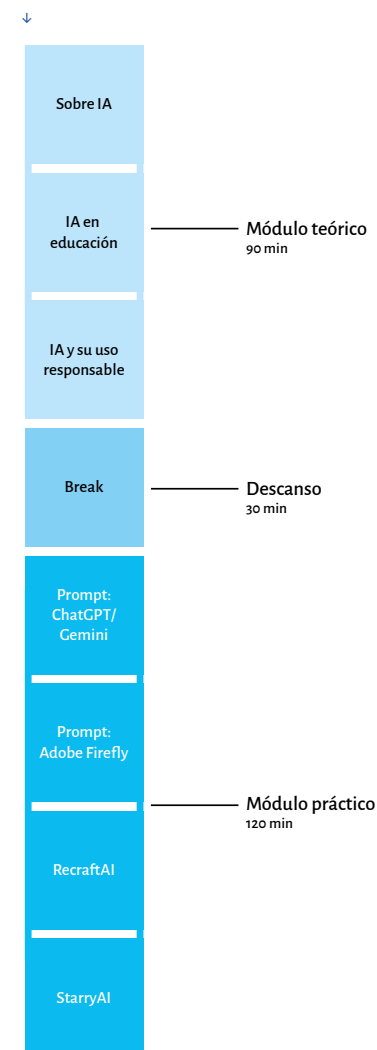 ↓
Sobre IA
IA en
educación
Módulo teórico
90 min
IA y su uso
responsable
Break
Descanso
30 min
Prompt:
ChatGPT/
Gemini
Prompt:
Adobe Firefly
Módulo práctico
120 min
RecraftAI
StarryAI